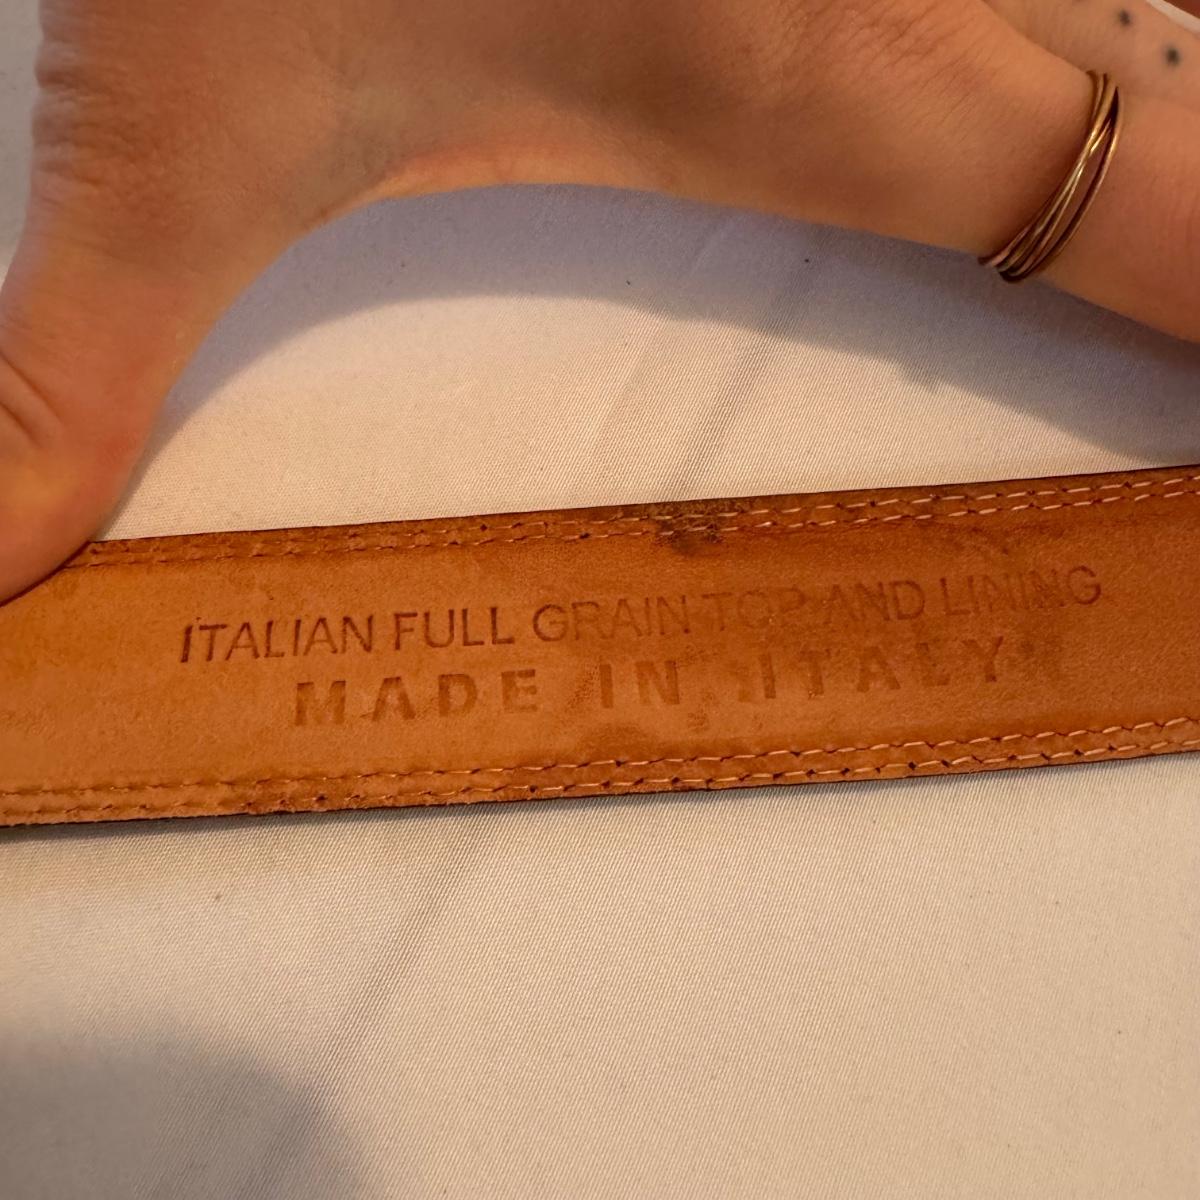 ITALIAN FULL GRAIN TOP AND LINING
MADE IN ITALY